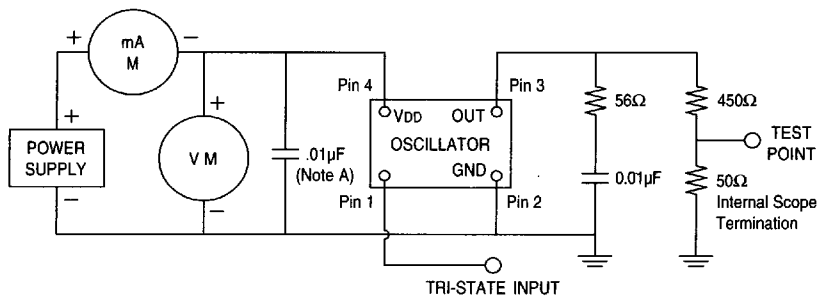 +
mA
M
−
Pin 4
Pin 3
+
POWER
SUPPLY
−
+
V M
−
.01µF
(Note A)
VDD
OUT
OSCILLATOR
GND
Pin 1
Pin 2
56Ω
0.01µF
450Ω
TEST
POINT
50Ω
Internal Scope
Termination
TRI-STATE INPUT